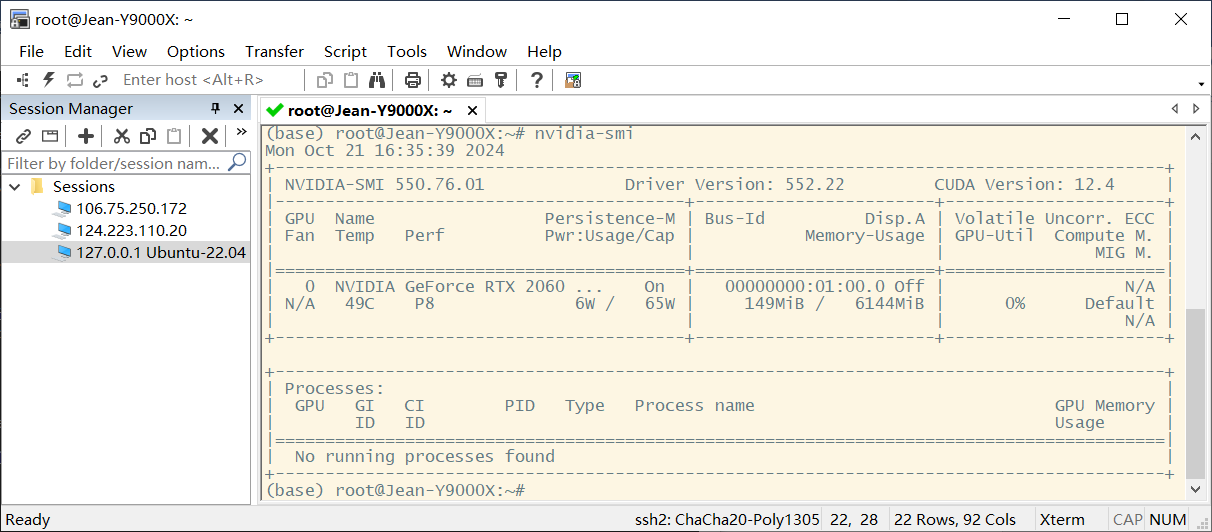 root@Jean-Y9000X: ~
File Edit View Options Transfer Script Tools Window Help
Enter host <Alt+R>
Session Manager
Filter by folder/session nam...
Sessions
106.75.250.172
124.223.110.20
127.0.0.1 Ubuntu-22.04
root@Jean-Y9000X: ~
(base) root@Jean-Y9000X:~# nvidia-smi
Mon Oct 21 16:35:39 2024
+-----------------------------------------------------------------------------------------+
| NVIDIA-SMI 550.76.01              Driver Version: 552.22         CUDA Version: 12.4     |
|-----------------------------------------+------------------------+----------------------+
| GPU  Name                 Persistence-M | Bus-Id          Disp.A | Volatile Uncorr. ECC |
| Fan  Temp   Perf          Pwr:Usage/Cap |           Memory-Usage | GPU-Util  Compute M. |
|                                         |                        |               MIG M. |
|=========================================+========================+======================|
|   0  NVIDIA GeForce RTX 2060 ...    On  |   00000000:01:00.0 Off |                  N/A |
| N/A   49C    P8              6W /   65W |     149MiB /   6144MiB |      0%      Default |
|                                         |                        |                  N/A |
+-----------------------------------------+------------------------+----------------------+
+-----------------------------------------------------------------------------------------+
| Processes:                                                                              |
|  GPU   GI   CI        PID   Type   Process name                              GPU Memory |
|        ID   ID                                                               Usage      |
|=========================================================================================|
|  No running processes found                                                             |
+-----------------------------------------------------------------------------------------+
(base) root@Jean-Y9000X:~#
Ready ssh2: ChaCha20-Poly1305 22, 28 22 Rows, 92 Cols Xterm CAP NUM